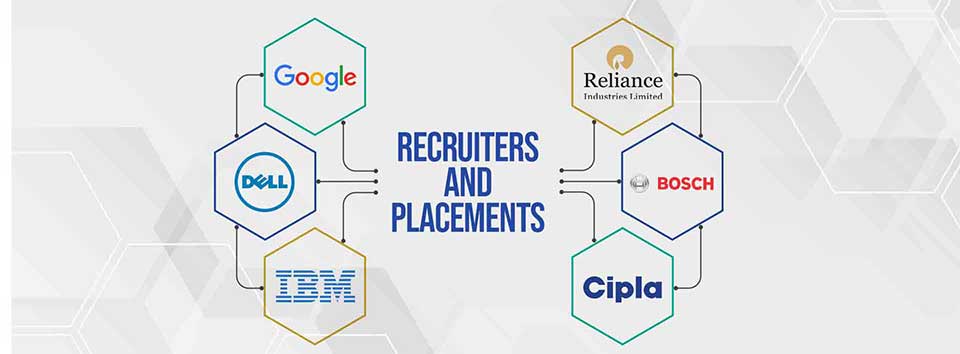 Google
DELL
IBM
RECRUITERS
AND
PLACEMENTS
Reliance
Industries Limited
BOSCH
Cipla